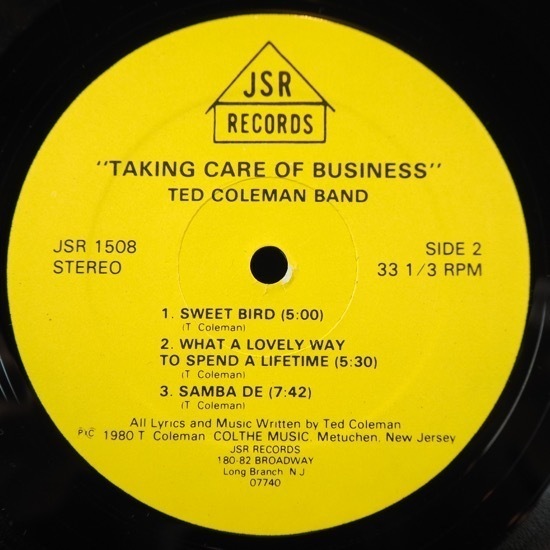 JSR
RECORDS
"TAKING CARE OF BUSINESS"
TED COLEMAN BAND
JSR 1508
STEREO
SIDE 2
33 1/3 RPM
1. SWEET BIRD (5:00)
(T Coleman)
2. WHAT A LOVELY WAY
TO SPEND A LIFETIME (5:30)
(T Coleman)
3. SAMBA DE (7:42)
(T Coleman)
All Lyrics and Music Written by Ted Coleman
P&C 1980 T. Coleman COLTHE MUSIC, Metuchen, New Jersey
JSR RECORDS
180-82 BROADWAY
Long Branch N J
07740